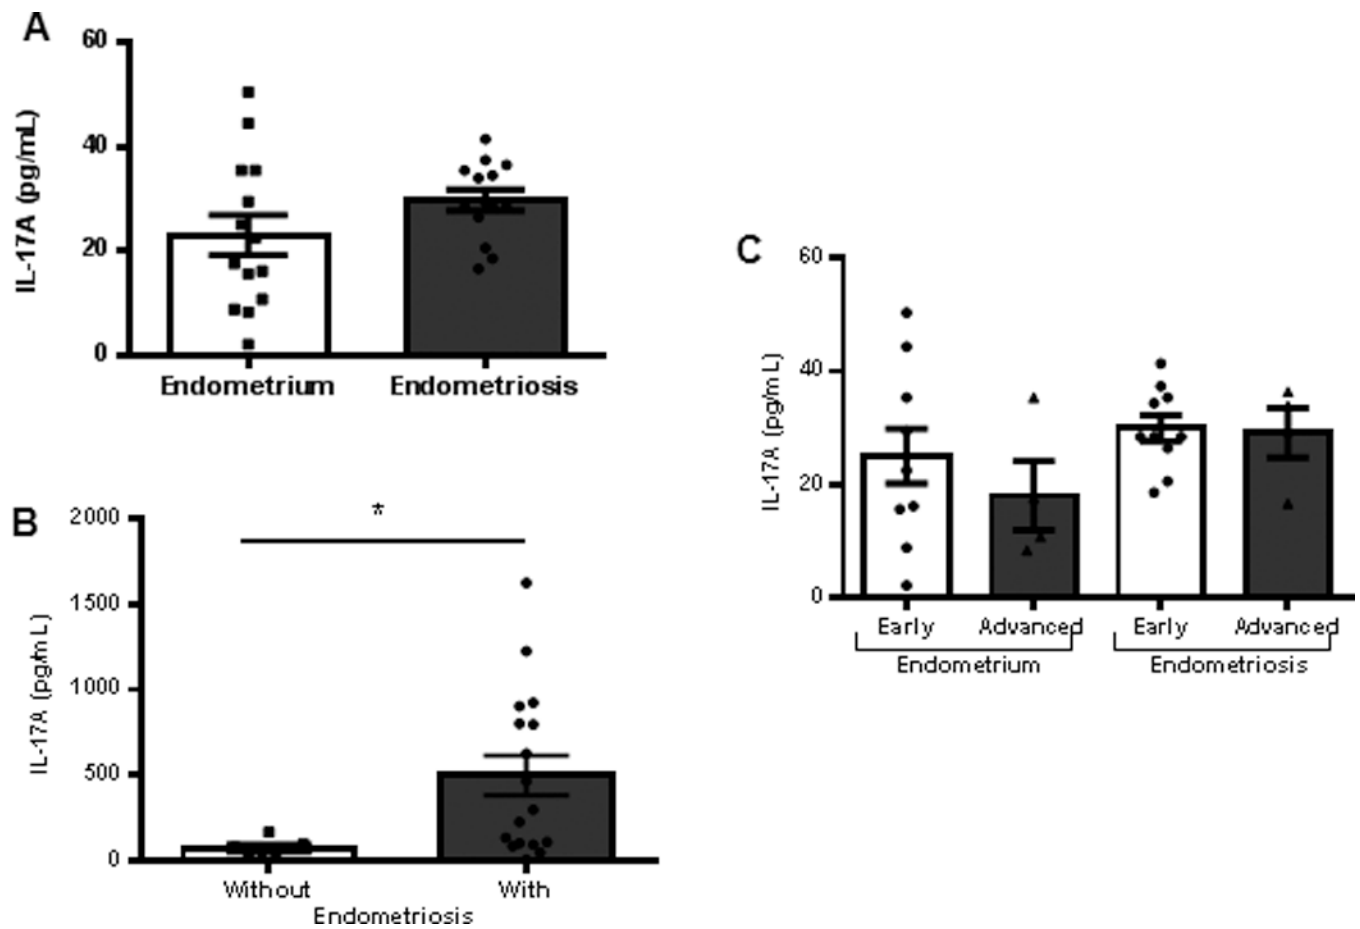 A
60
40
20
0
IL-17A (pg/mL)
Endometrium Endometriosis
B
2000
1500
1000
500
0
IL-17A (pg/mL)
*
Without With
Endometriosis
C
60
40
20
0
IL-17A (pg/mL)
Early Advanced Early Advanced
Endometrium Endometriosis